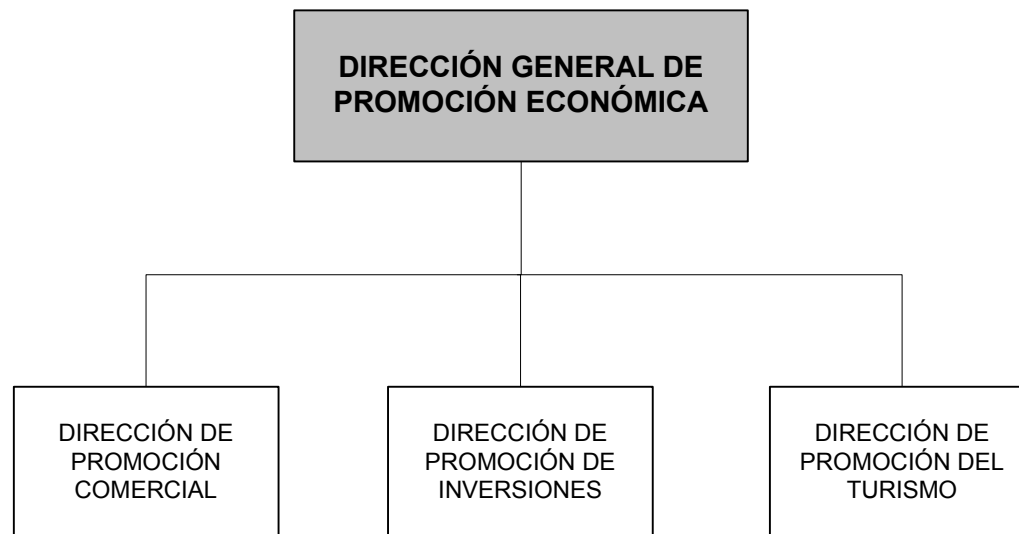 DIRECCIÓN GENERAL DE
PROMOCIÓN ECONÓMICA
DIRECCIÓN DE
PROMOCIÓN
COMERCIAL
DIRECCIÓN DE
PROMOCIÓN DE
INVERSIONES
DIRECCIÓN DE
PROMOCIÓN DEL
TURISMO